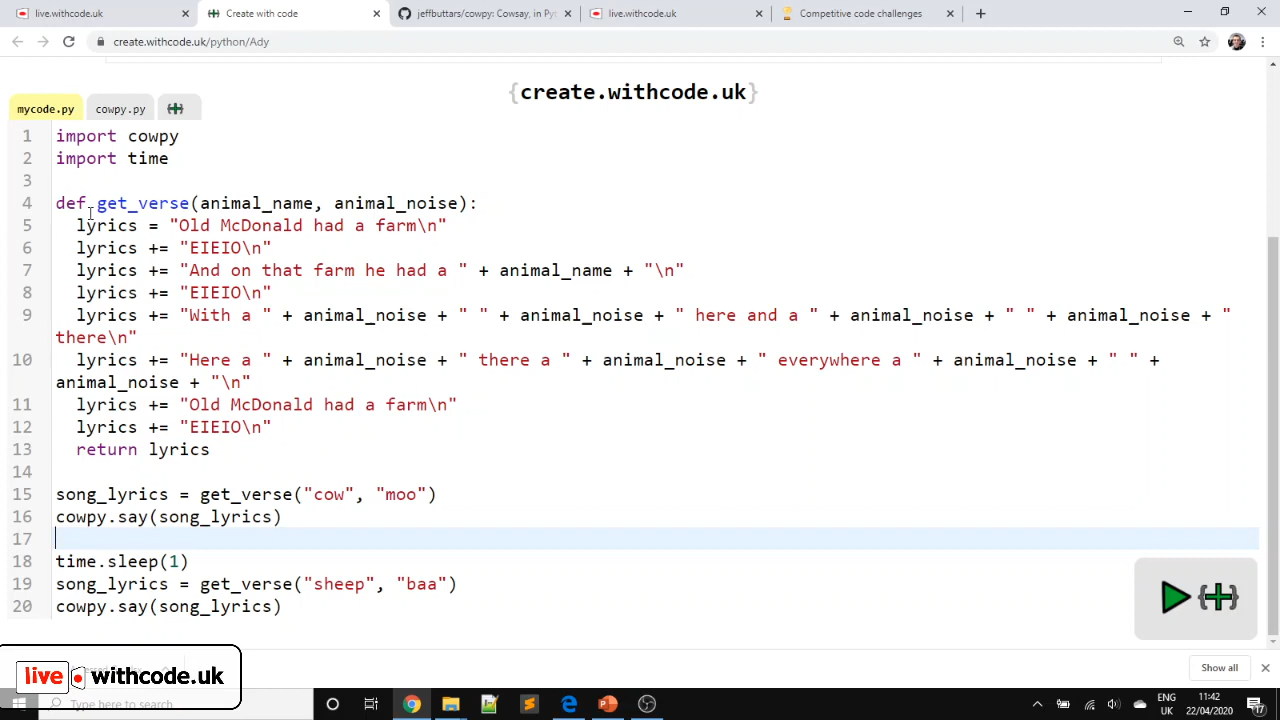 live.withcode.uk
Create with code
jeffbuttars/cowpy: Cowsay, in Pyt
live.withcode.uk
Competitive code challenges
create.withcode.uk/python/Ady
{create.withcode.uk}
mycode.py
cowpy.py
1 import cowpy
2 import time
3
4 def get_verse(animal_name, animal_noise):
5 lyrics = "Old McDonald had a farm\n"
6 lyrics += "EIEIO\n"
7 lyrics += "And on that farm he had a " + animal_name + "\n"
8 lyrics += "EIEIO\n"
9 lyrics += "With a " + animal_noise + " " + animal_noise + " here and a " + animal_noise + " " + animal_noise + "
there\n"
10 lyrics += "Here a " + animal_noise + " there a " + animal_noise + " everywhere a " + animal_noise + " " +
animal_noise + "\n"
11 lyrics += "Old McDonald had a farm\n"
12 lyrics += "EIEIO\n"
13 return lyrics
14
15 song_lyrics = get_verse("cow", "moo")
16 cowpy.say(song_lyrics)
17
18 time.sleep(1)
19 song_lyrics = get_verse("sheep", "baa")
20 cowpy.say(song_lyrics)
live withcode.uk
Show all
Type here to search
ENG
UK
11:42
22/04/2020
17